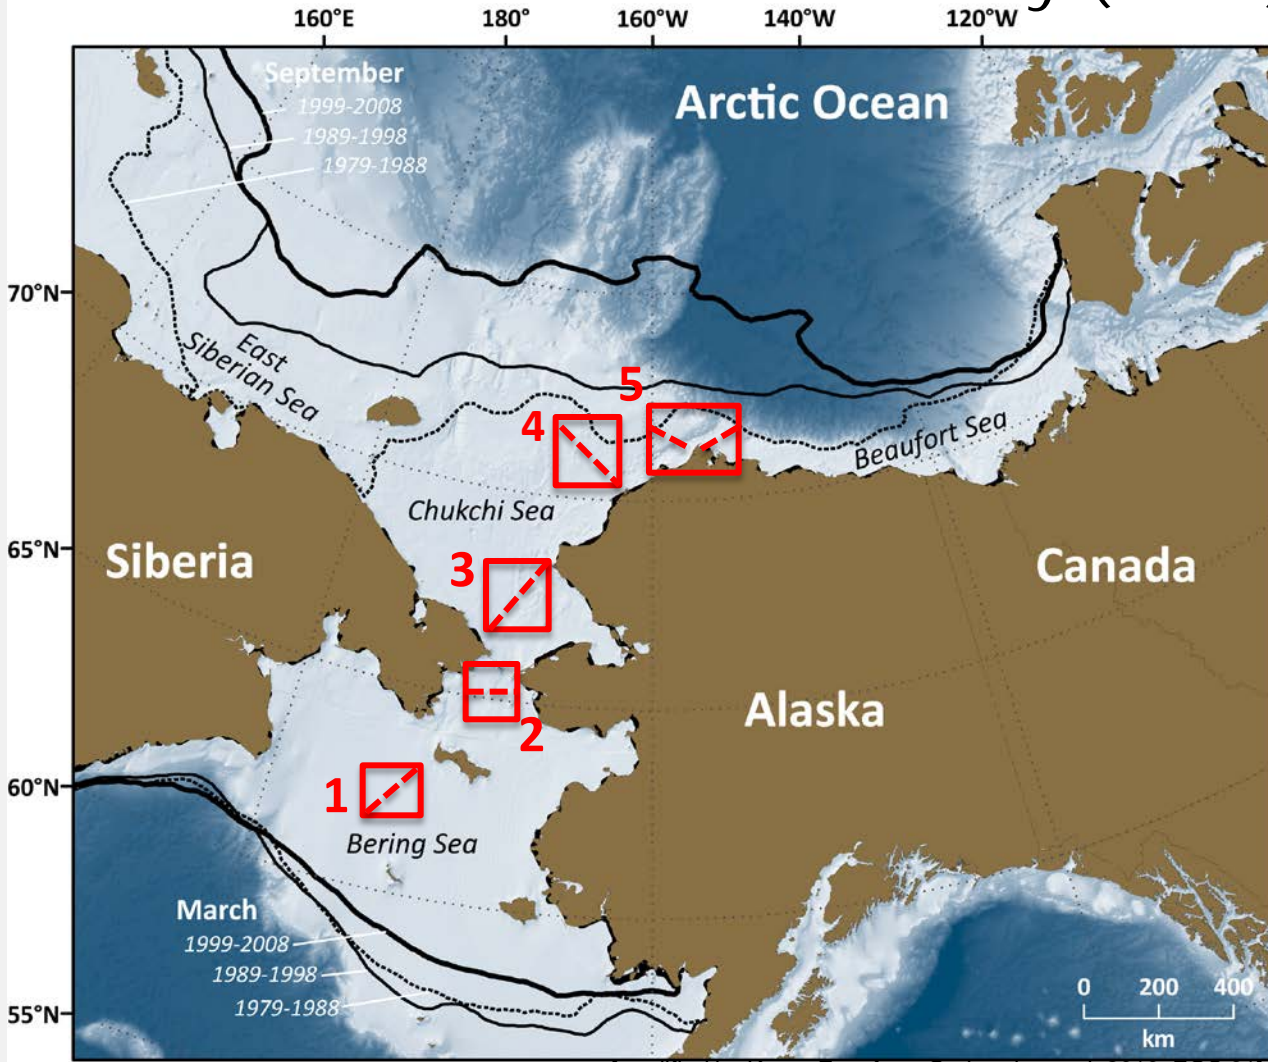 160°E 180° 160°W 140°W 120°W
September
1999-2008
1989-1998
1979-1988
Arctic Ocean
70°N
East
Siberian Sea
5
4
Beaufort Sea
Chukchi Sea
65°N
Siberia
3
Canada
Alaska
2
60°N
1
Bering Sea
March
1999-2008
1989-1998
1979-1988
0 200 400
km
55°N